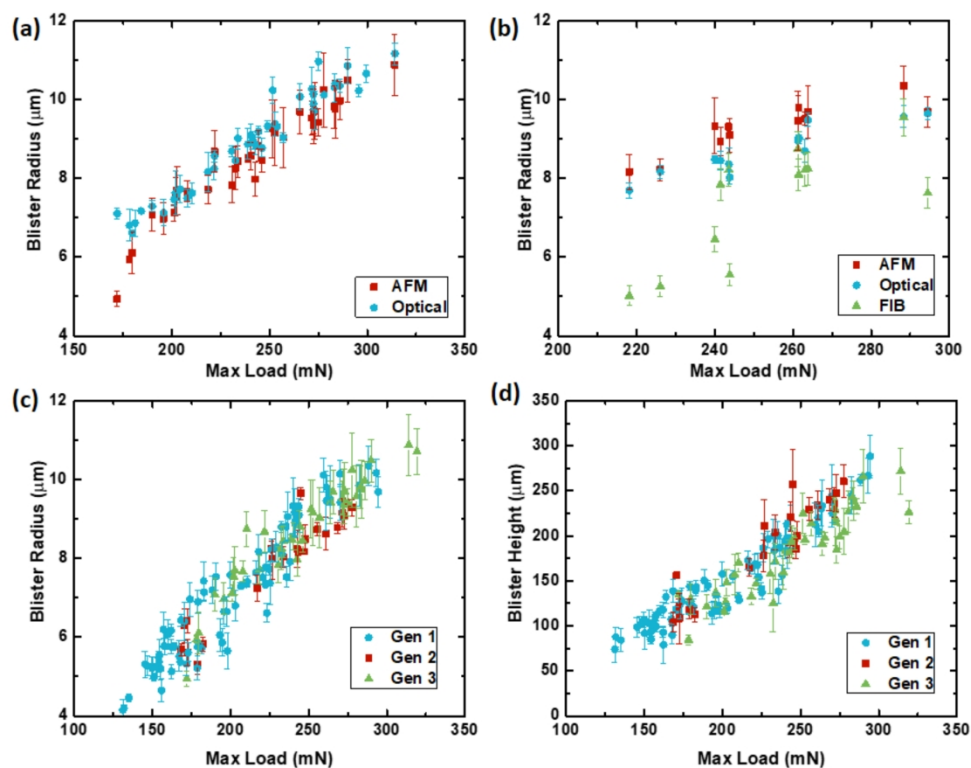 (a)
12
10
8
6
4
Blister Radius (μm)
AFM
Optical
150 200 250 300 350
Max Load (mN)
(b)
12
10
8
6
4
Blister Radius (μm)
AFM
Optical
FIB
200 220 240 260 280 300
Max Load (mN)
(c)
12
10
8
6
4
Blister Radius (μm)
Gen 1
Gen 2
Gen 3
100 150 200 250 300 350
Max Load (mN)
(d)
350
300
250
200
150
100
50
0
Blister Height (μm)
Gen 1
Gen 2
Gen 3
100 150 200 250 300 350
Max Load (mN)